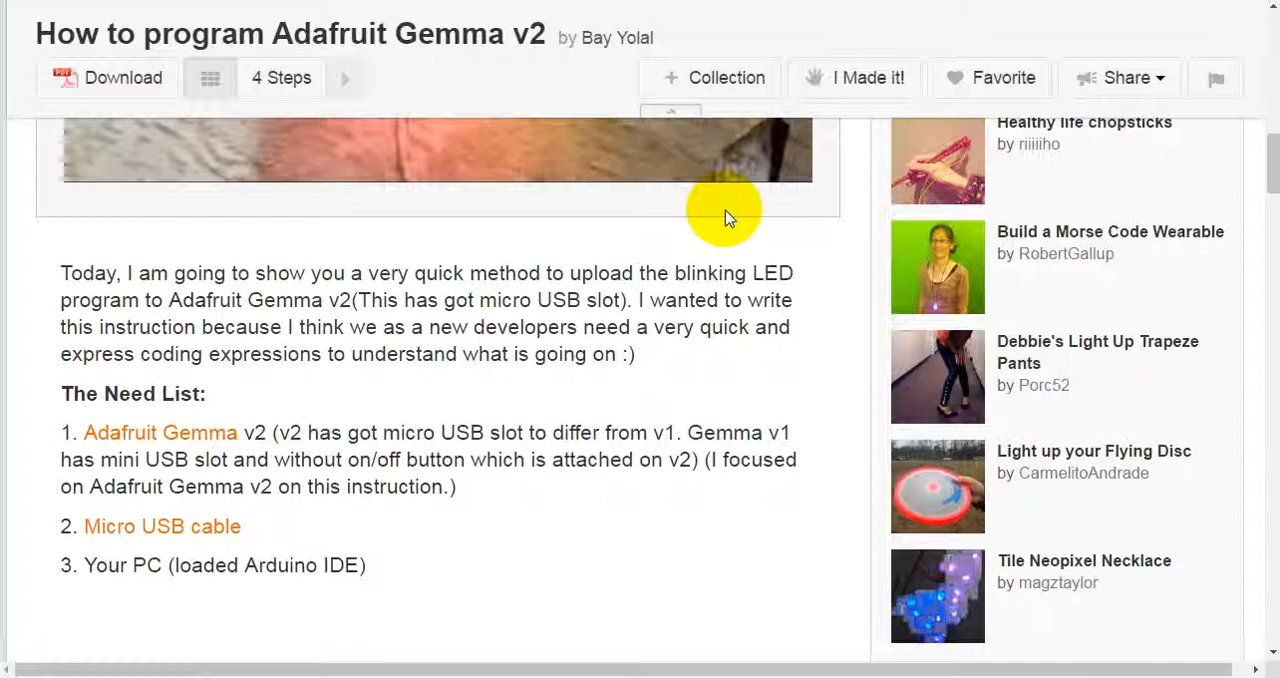 How to program Adafruit Gemma v2 by Bay Yolal
Download
4 Steps
Collection
I Made it!
Favorite
Share
Today, I am going to show you a very quick method to upload the blinking LED
program to Adafruit Gemma v2(This has got micro USB slot). I wanted to write
this instruction because I think we as a new developers need a very quick and
express coding expressions to understand what is going on :)
The Need List:
1. Adafruit Gemma v2 (v2 has got micro USB slot to differ from v1. Gemma v1
has mini USB slot and without on/off button which is attached on v2) (I focused
on Adafruit Gemma v2 on this instruction.)
2. Micro USB cable
3. Your PC (loaded Arduino IDE)
Healthy life chopsticks
by riiiiiho
Build a Morse Code Wearable
by RobertGallup
Debbie's Light Up Trapeze
Pants
by Porc52
Light up your Flying Disc
by CarmelitoAndrade
Tile Neopixel Necklace
by magztaylor